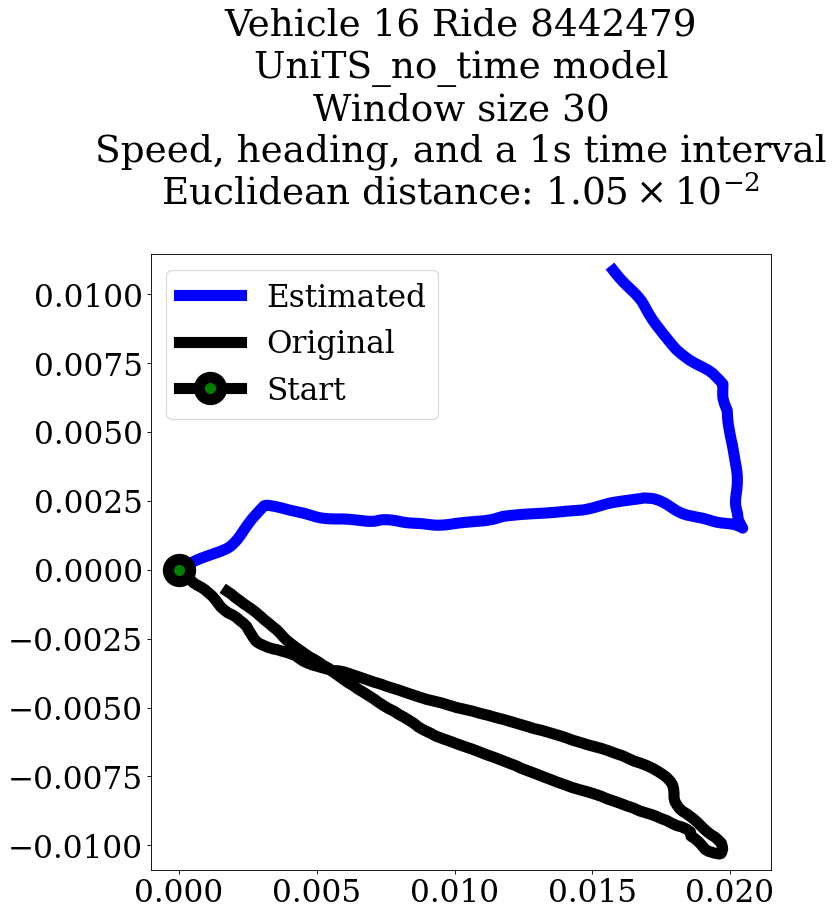 Vehicle 16 Ride 8442479
UniTS_no_time model
Window size 30
Speed, heading, and a 1s time interval
Euclidean distance: 1.05 × 10⁻²
Estimated
Original
Start
0.0100
0.0075
0.0050
0.0025
0.0000
−0.0025
−0.0050
−0.0075
−0.0100
0.000 0.005 0.010 0.015 0.020